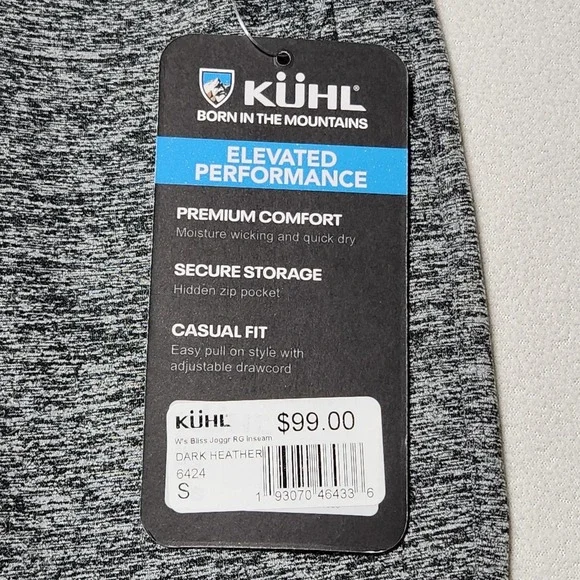 KÜHL®
BORN IN THE MOUNTAINS
ELEVATED
PERFORMANCE
PREMIUM COMFORT
Moisture wicking and quick dry
SECURE STORAGE
Hidden zip pocket
CASUAL FIT
Easy pull on style with
adjustable drawcord
KÜHL $99.00
W's Bliss Joggr RG Inseam
DARK HEATHER
6424
S
1 93070 46433 6